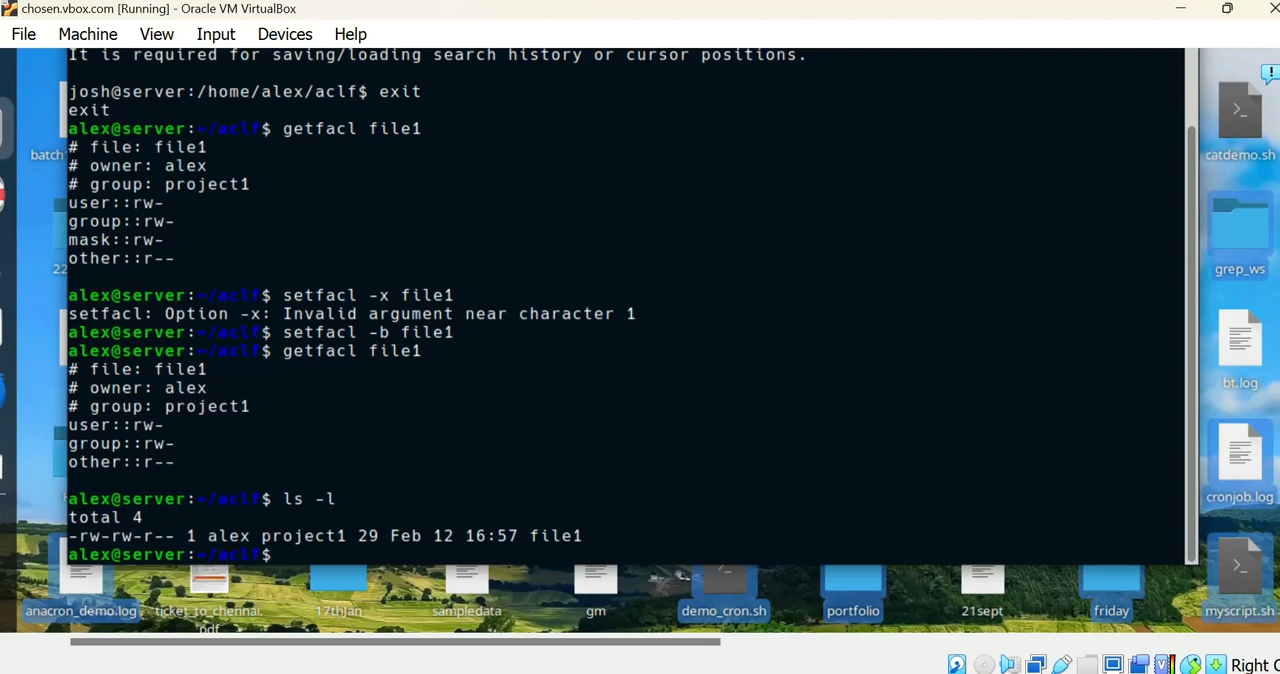 chosen.vbox.com [Running] - Oracle VM VirtualBox
File Machine View Input Devices Help
It is required for saving/loading search history or cursor positions.
josh@server:/home/alex/aclf$ exit
exit
alex@server:~/aclf$ getfacl file1
# file: file1
# owner: alex
# group: project1
user::rw-
group::rw-
mask::rw-
other::r--
alex@server:~/aclf$ setfacl -x file1
setfacl: Option -x: Invalid argument near character 1
alex@server:~/aclf$ setfacl -b file1
alex@server:~/aclf$ getfacl file1
# file: file1
# owner: alex
# group: project1
user::rw-
group::rw-
other::r--
alex@server:~/aclf$ ls -l
total 4
-rw-rw-r-- 1 alex project1 29 Feb 12 16:57 file1
alex@server:~/aclf$
batch
22
catdemo.sh
grep_ws
bt.log
cronjob.log
anacron_demo.log
ticket_to_chennai.
pdf
17thJan
sampledata
gm
demo_cron.sh
portfolio
21sept
friday
myscript.sh
Right C